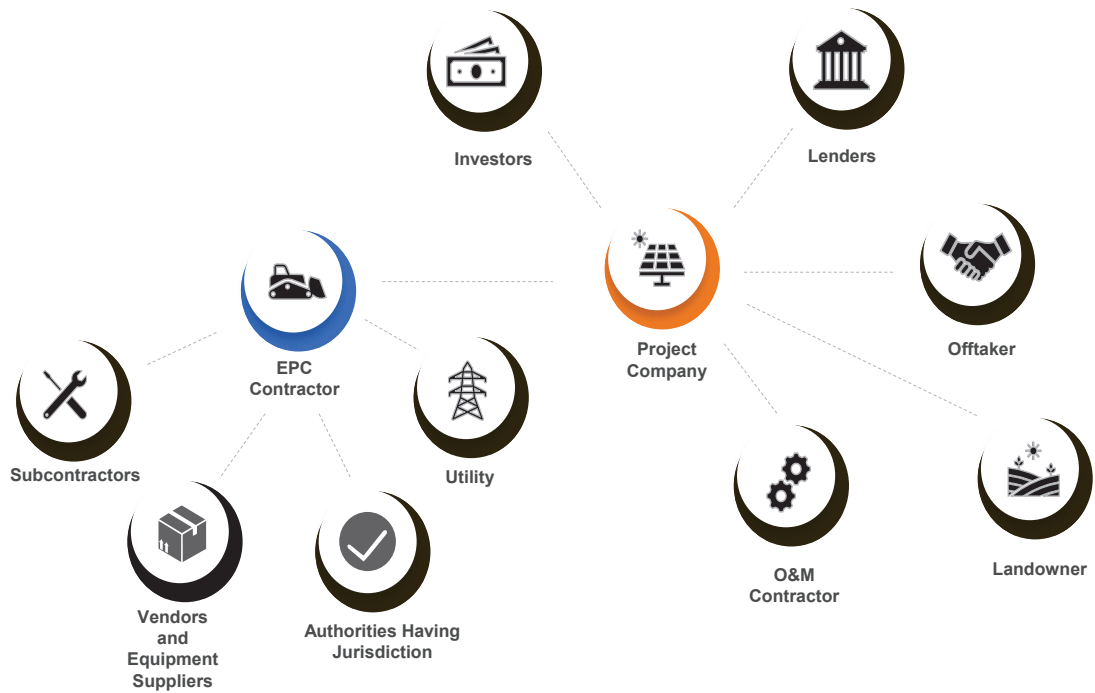 Investors
Lenders
EPC
Contractor
Project
Company
Offtaker
Subcontractors
Utility
O&M
Contractor
Landowner
Vendors
and
Equipment
Suppliers
Authorities Having
Jurisdiction